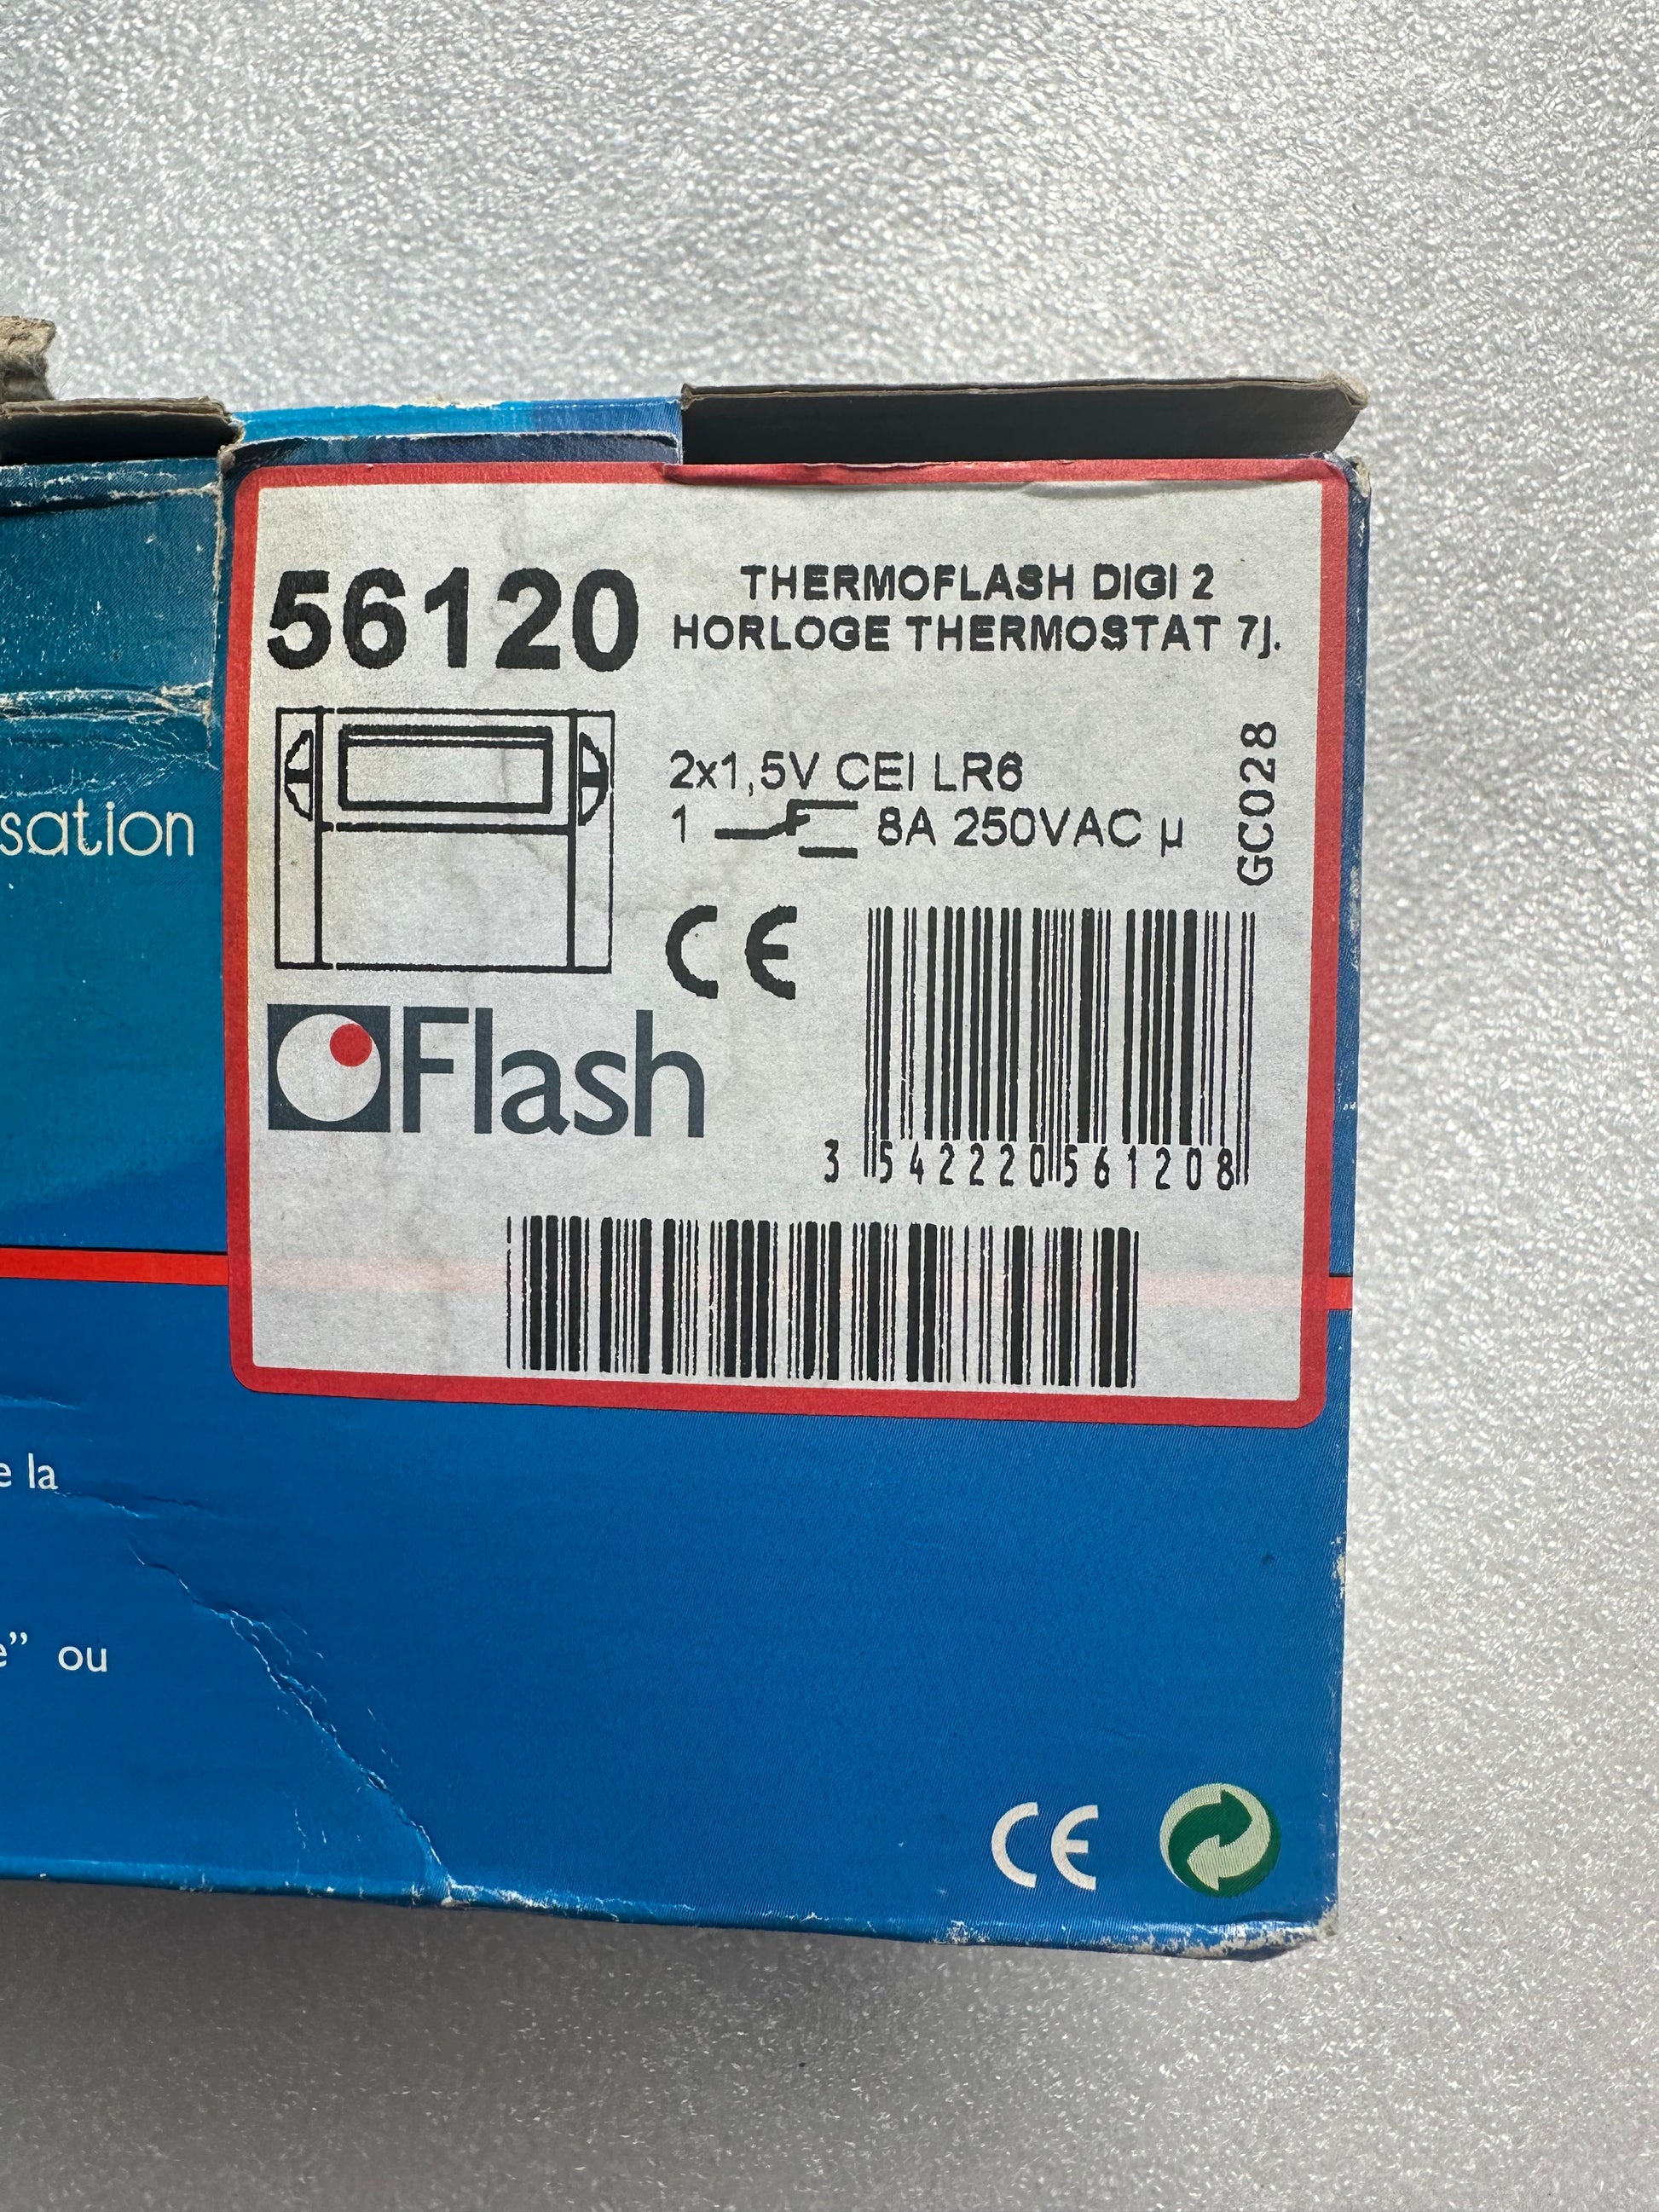 56120
THERMOFLASH DIGI 2
HORLOGE THERMOSTAT 7J.
2x1,5V CEI LR6
1 8A 250VAC µ
GC028
CE
Flash
3 542220 561208
sation
e la
e” ou
CE